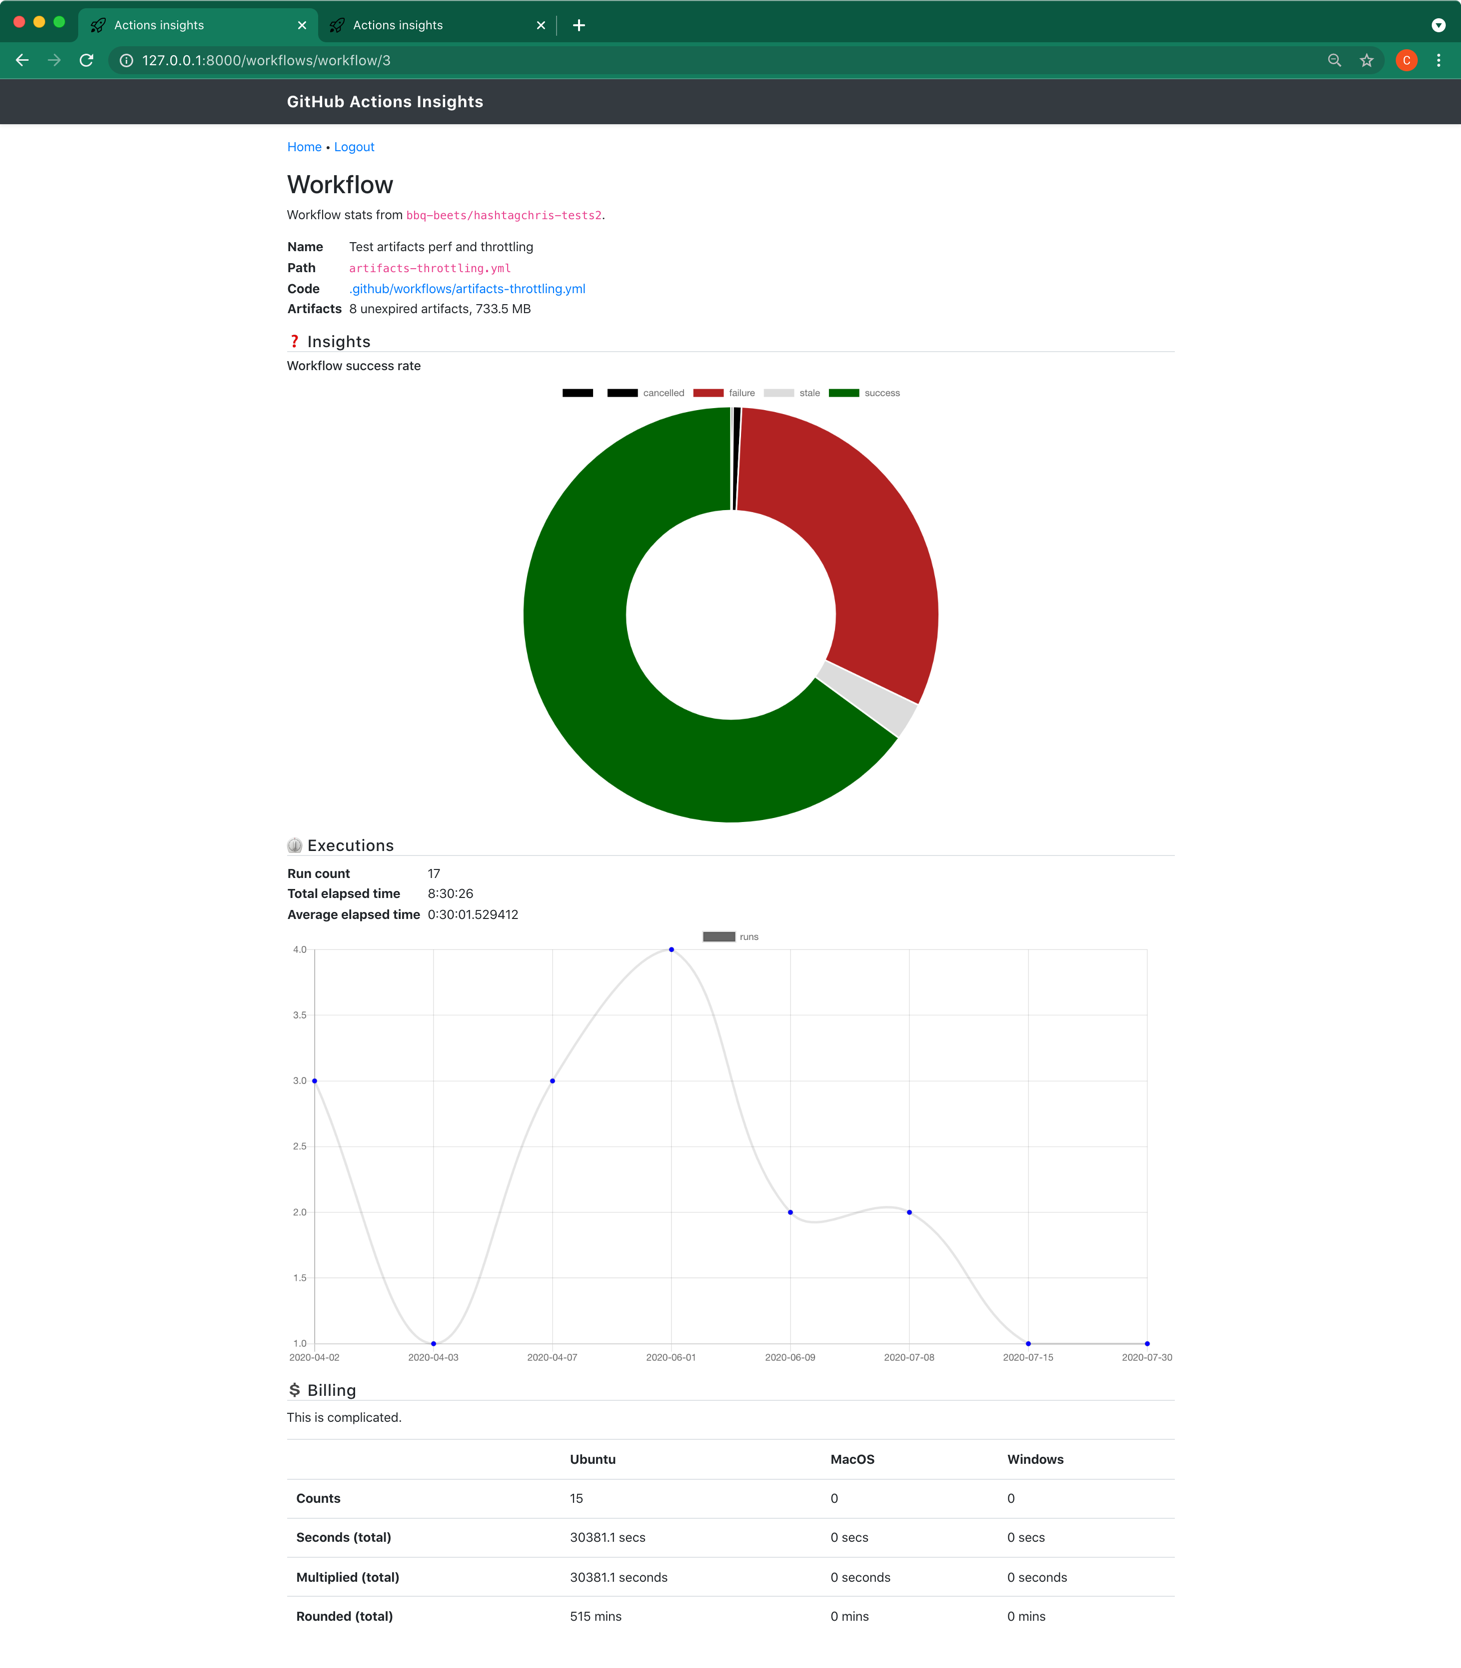 Actions insights
Actions insights
127.0.0.1:8000/workflows/workflow/3
C
GitHub Actions Insights
Home • Logout
Workflow
Workflow stats from bbq-beets/hashtagchris-tests2.
Name Test artifacts perf and throttling
Path artifacts-throttling.yml
Code .github/workflows/artifacts-throttling.yml
Artifacts 8 unexpired artifacts, 733.5 MB
❓ Insights
Workflow success rate
cancelled failure stale success
Executions
Run count 17
Total elapsed time 8:30:26
Average elapsed time 0:30:01.529412
runs
4.0
3.5
3.0
2.5
2.0
1.5
1.0
2020-04-02 2020-04-03 2020-04-07 2020-06-01 2020-06-09 2020-07-08 2020-07-15 2020-07-30
$ Billing
This is complicated.
Ubuntu MacOS Windows
Counts 15 0 0
Seconds (total) 30381.1 secs 0 secs 0 secs
Multiplied (total) 30381.1 seconds 0 seconds 0 seconds
Rounded (total) 515 mins 0 mins 0 mins